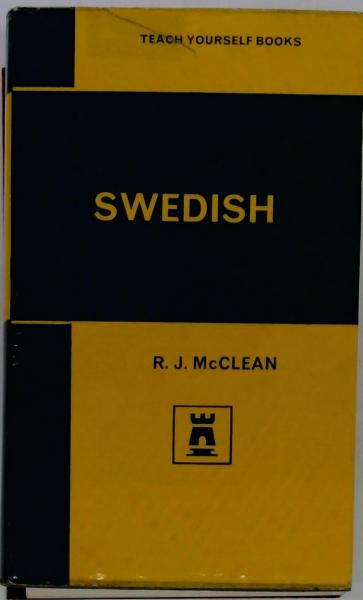 TEACH YOURSELF BOOKS
SWEDISH
R. J. McCLEAN